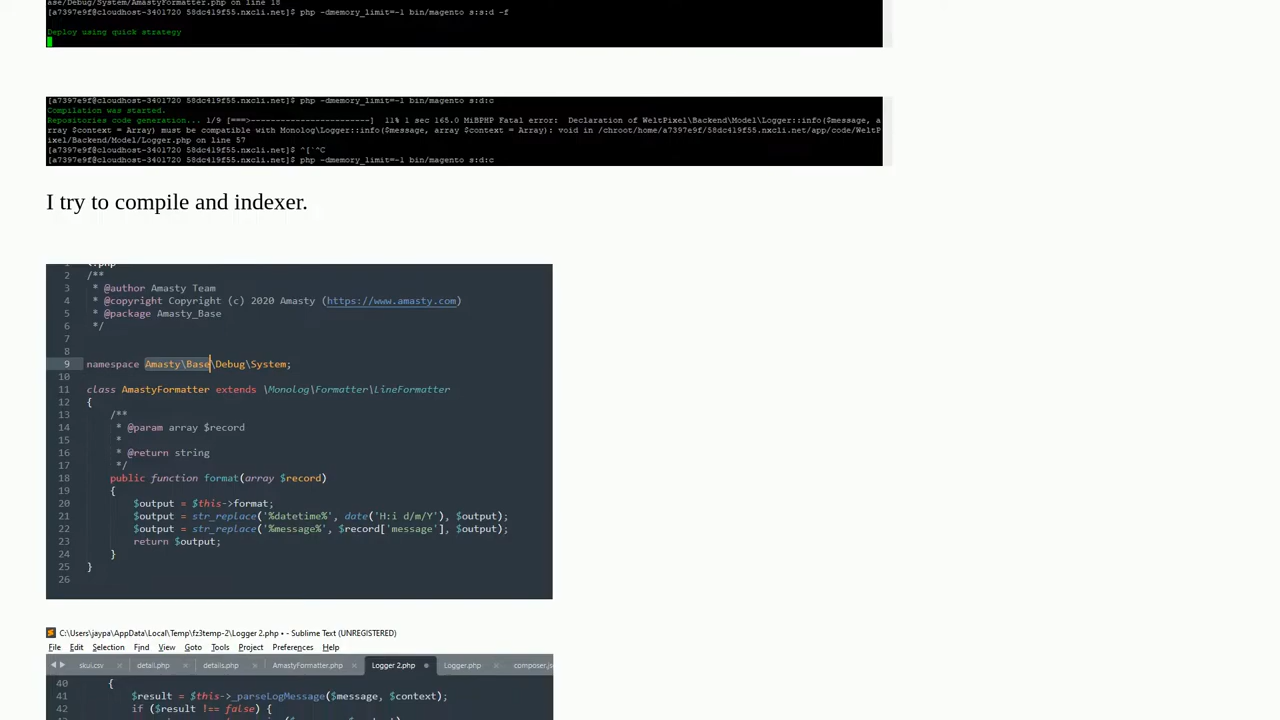 ase/Debug/System/AmastyFormatter.php on line 18
[a7397e9f@cloudhost-3401720 58dc419f55.nxcli.net]$ php -dmemory_limit=-1 bin/magento s:s:d -f
Deploy using quick strategy
[a7397e9f@cloudhost-3401720 58dc419f55.nxcli.net]$ php -dmemory_limit=-1 bin/magento s:d:c
Compilation was started.
Repositories code generation... 1/9 [===>------------------------]  11% 1 sec 165.0 MiBPHP Fatal error:  Declaration of WeltPixel\Backend\Model\Logger::info($message, a
rray $context = Array) must be compatible with Monolog\Logger::info($message, array $context = Array): void in /chroot/home/a7397e9f/58dc419f55.nxcli.net/app/code/WeltP
ixel/Backend/Model/Logger.php on line 57
[a7397e9f@cloudhost-3401720 58dc419f55.nxcli.net]$ ^[`^C
[a7397e9f@cloudhost-3401720 58dc419f55.nxcli.net]$ php -dmemory_limit=-1 bin/magento s:d:c
I try to compile and indexer.
1 <?php
2 /**
3 * @author Amasty Team
4 * @copyright Copyright (c) 2020 Amasty (https://www.amasty.com)
5 * @package Amasty_Base
6 */
7
8
9 namespace Amasty\Base\Debug\System;
10
11 class AmastyFormatter extends \Monolog\Formatter\LineFormatter
12 {
13 /**
14 * @param array $record
15 *
16 * @return string
17 */
18 public function format(array $record)
19 {
20 $output = $this->format;
21 $output = str_replace('%datetime%', date('H:i d/m/Y'), $output);
22 $output = str_replace('%message%', $record['message'], $output);
23 return $output;
24 }
25 }
26
C:\Users\jaypa\AppData\Local\Temp\fz3temp-2\Logger 2.php • - Sublime Text (UNREGISTERED)
File Edit Selection Find View Goto Tools Project Preferences Help
skui.csv × detail.php × details.php × AmastyFormatter.php × Logger 2.php Logger.php × composer.js
40 {
41 $result = $this->_parseLogMessage($message, $context);
42 if ($result !== false) {